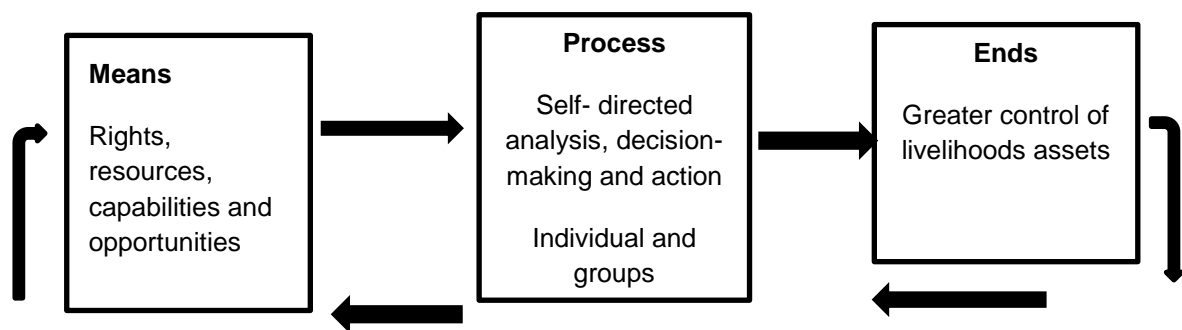 Means
Rights,
resources,
capabilities and
opportunities
Process
Self- directed
analysis, decision-
making and action
Individual and
groups
Ends
Greater control of
livelihoods assets